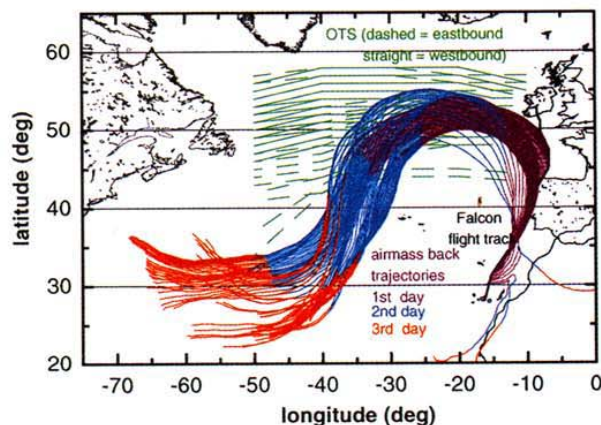 OTS (dashed = eastbound
straight = westbound)
latitude (deg)
60
50
40
30
20
Falcon
flight track
airmass back
trajectories
1st day
2nd day
3rd day
-70 -60 -50 -40 -30 -20 -10 0
longitude (deg)